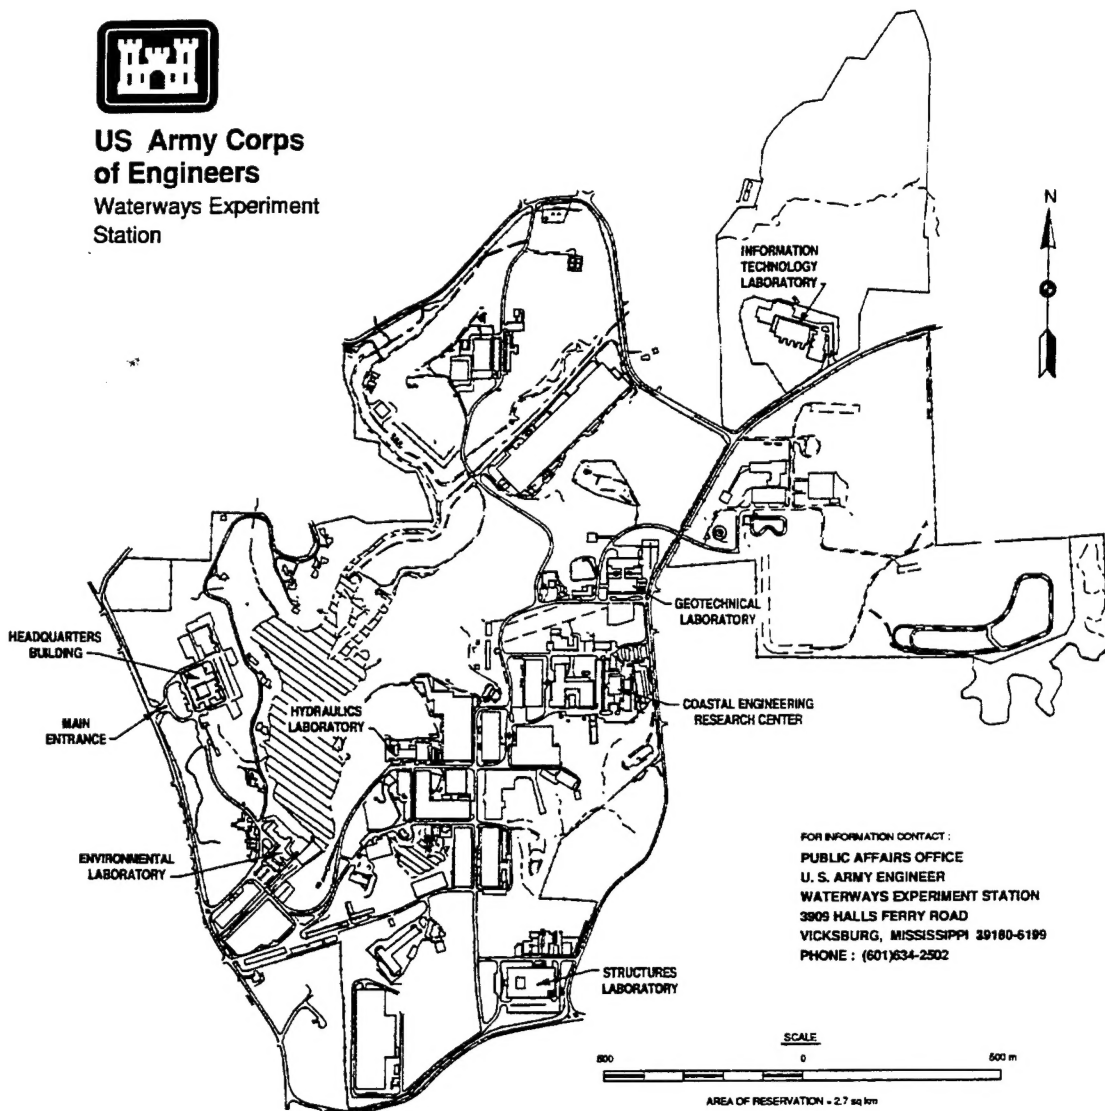 US Army Corps
of Engineers
Waterways Experiment
Station
N
INFORMATION
TECHNOLOGY
LABORATORY
GEOTECHNICAL
LABORATORY
HEADQUARTERS
BUILDING
HYDRAULICS
LABORATORY
COASTAL ENGINEERING
RESEARCH CENTER
MAIN
ENTRANCE
ENVIRONMENTAL
LABORATORY
FOR INFORMATION CONTACT :
PUBLIC AFFAIRS OFFICE
U. S. ARMY ENGINEER
WATERWAYS EXPERIMENT STATION
3909 HALLS FERRY ROAD
VICKSBURG, MISSISSIPPI 39180-6199
PHONE : (601)634-2502
STRUCTURES
LABORATORY
SCALE
500 0 500 m
AREA OF RESERVATION = 2.7 sq km